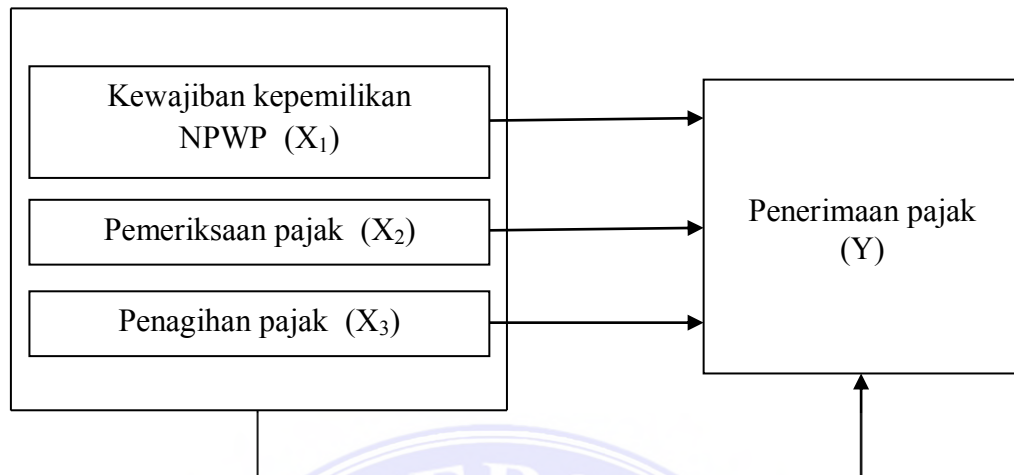 Kewajiban kepemilikan
NPWP (X₁)
Pemeriksaan pajak (X₂)
Penagihan pajak (X₃)
Penerimaan pajak
(Y)